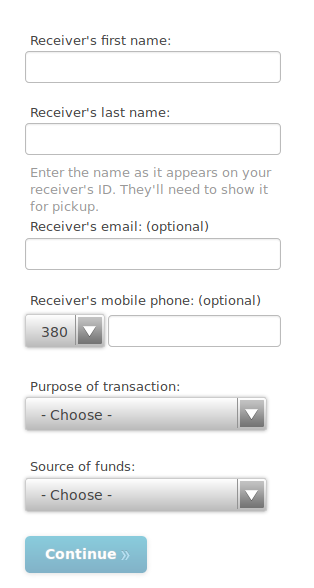 Receiver's first name:
Receiver's last name:
Enter the name as it appears on your
receiver's ID. They'll need to show it
for pickup.
Receiver's email: (optional)
Receiver's mobile phone: (optional)
380
Purpose of transaction:
- Choose -
Source of funds:
- Choose -
Continue »